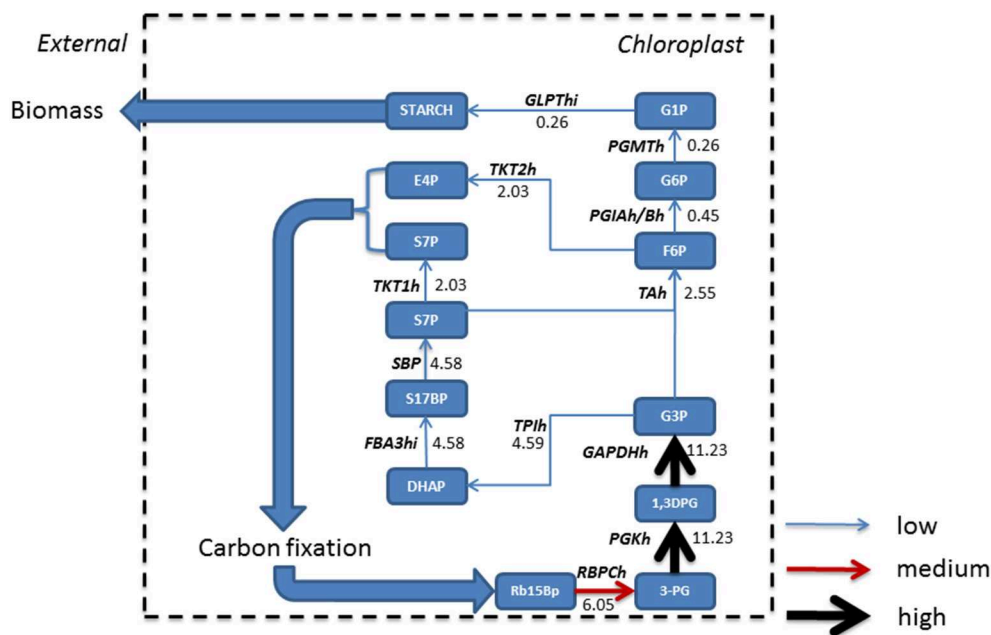 External
Chloroplast
Biomass
STARCH
GLPThi
0.26
G1P
PGMTh
0.26
E4P
TKT2h
2.03
G6P
PGIAh/Bh
0.45
S7P
F6P
TKT1h
2.03
TAh
2.55
S7P
SBP
4.58
S17BP
TPIh
4.59
G3P
FBA3hi
4.58
GAPDHh
11.23
DHAP
1,3DPG
low
Carbon fixation
PGKh
11.23
medium
Rb15Bp
RBPCh
6.05
3-PG
high